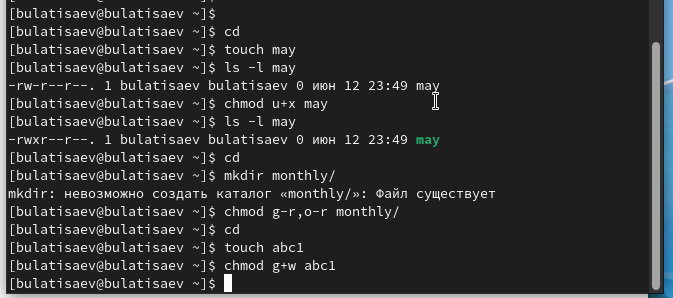 [bulatisaev@bulatisaev ~]$
[bulatisaev@bulatisaev ~]$ cd
[bulatisaev@bulatisaev ~]$ touch may
[bulatisaev@bulatisaev ~]$ ls -l may
-rw-r--r--. 1 bulatisaev bulatisaev 0 июн 12 23:49 may
[bulatisaev@bulatisaev ~]$ chmod u+x may
[bulatisaev@bulatisaev ~]$ ls -l may
-rwxr--r--. 1 bulatisaev bulatisaev 0 июн 12 23:49 may
[bulatisaev@bulatisaev ~]$ cd
[bulatisaev@bulatisaev ~]$ mkdir monthly/
mkdir: невозможно создать каталог «monthly/»: Файл существует
[bulatisaev@bulatisaev ~]$ chmod g-r,o-r monthly/
[bulatisaev@bulatisaev ~]$ cd
[bulatisaev@bulatisaev ~]$ touch abc1
[bulatisaev@bulatisaev ~]$ chmod g+w abc1
[bulatisaev@bulatisaev ~]$